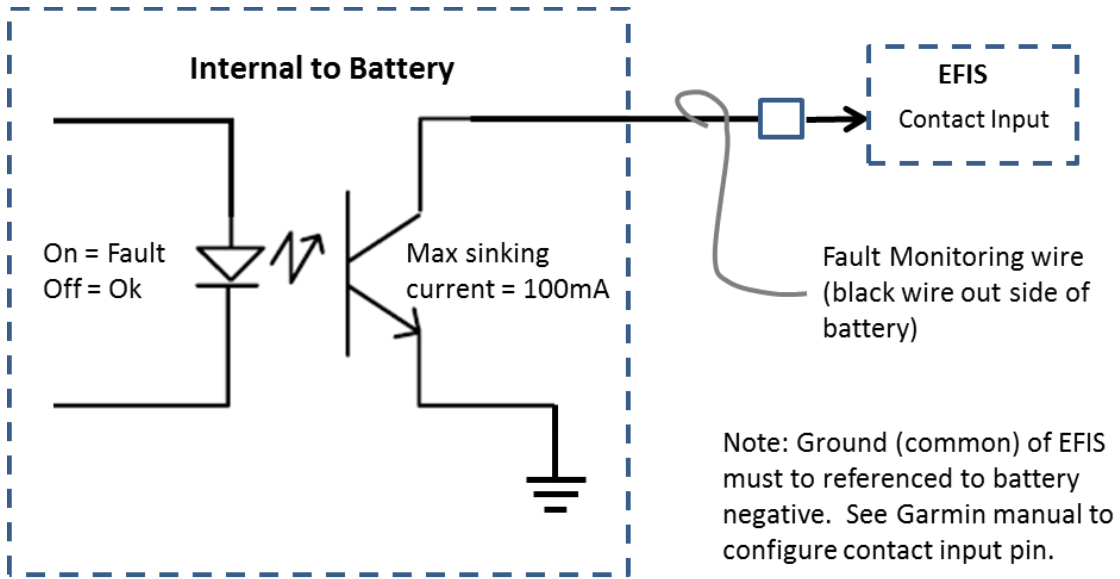 Internal to Battery
EFIS
Contact Input
On = Fault
Off = Ok
Max sinking
current = 100mA
Fault Monitoring wire
(black wire out side of
battery)
Note: Ground (common) of EFIS
must to referenced to battery
negative.  See Garmin manual to
configure contact input pin.